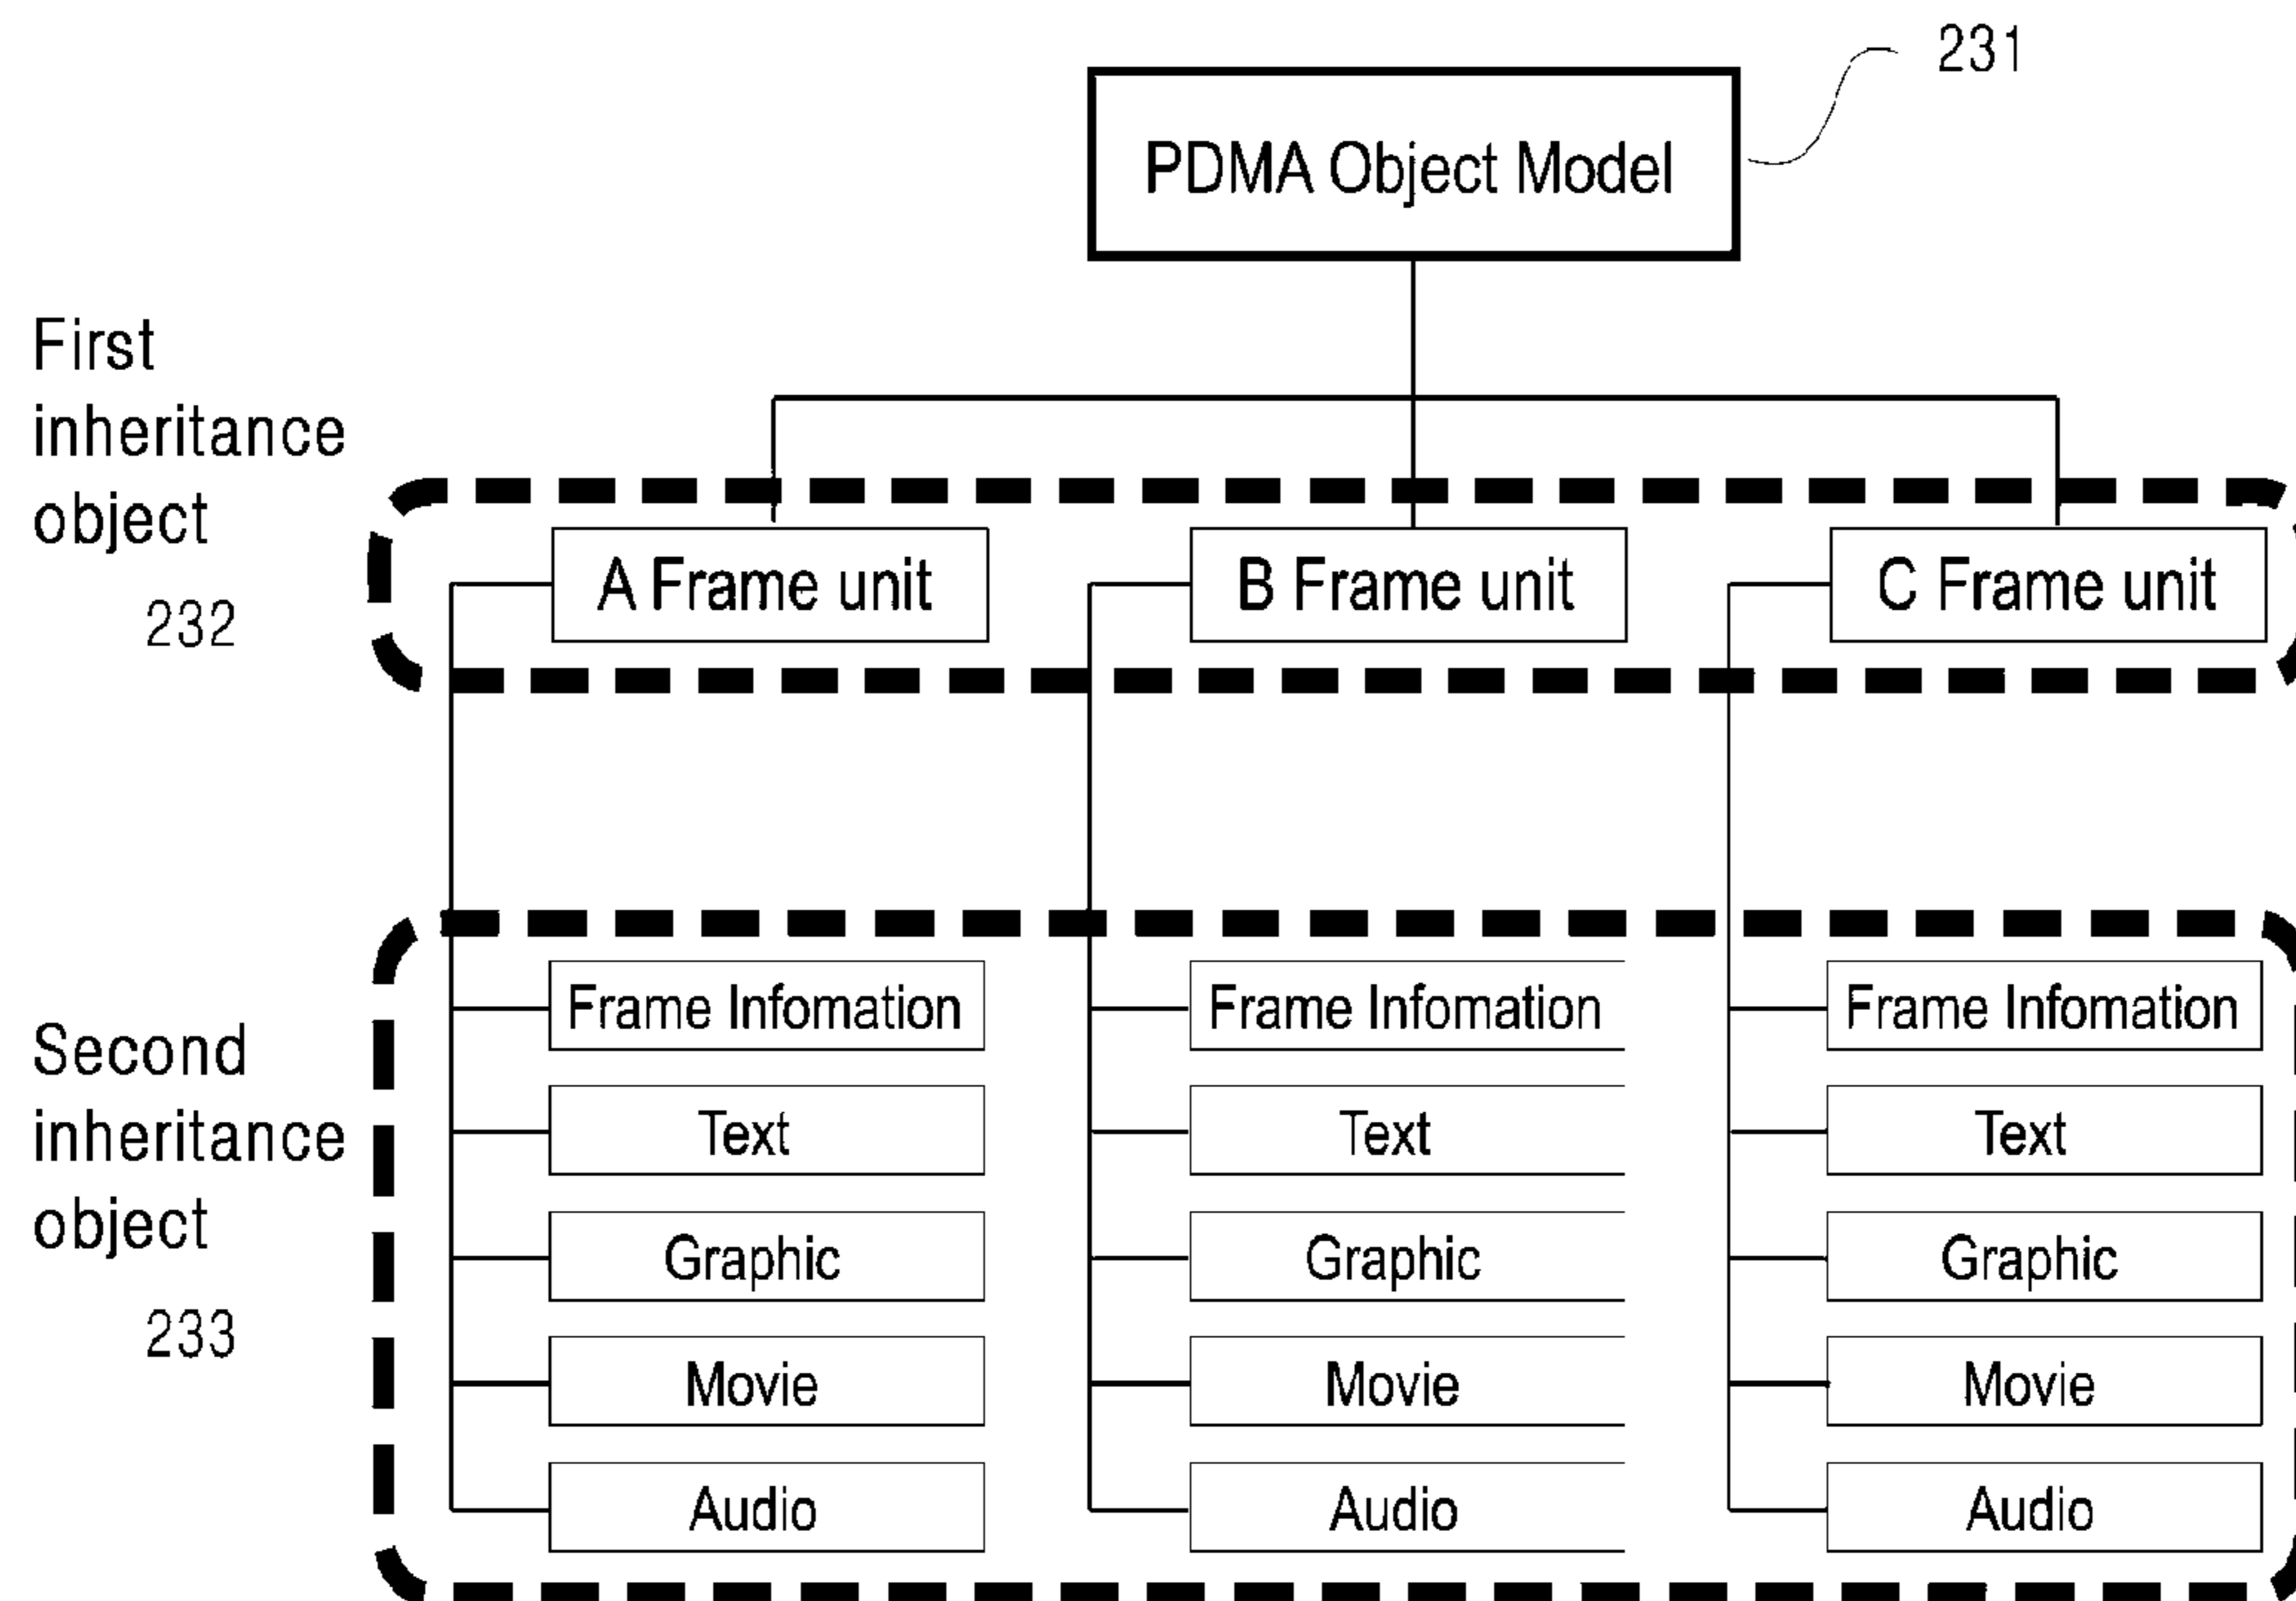 231
PDMA Object Model
First
inheritance
object
232
A Frame unit
B Frame unit
C Frame unit
Second
inheritance
object
233
Frame Infomation
Frame Infomation
Frame Infomation
Text
Text
Text
Graphic
Graphic
Graphic
Movie
Movie
Movie
Audio
Audio
Audio